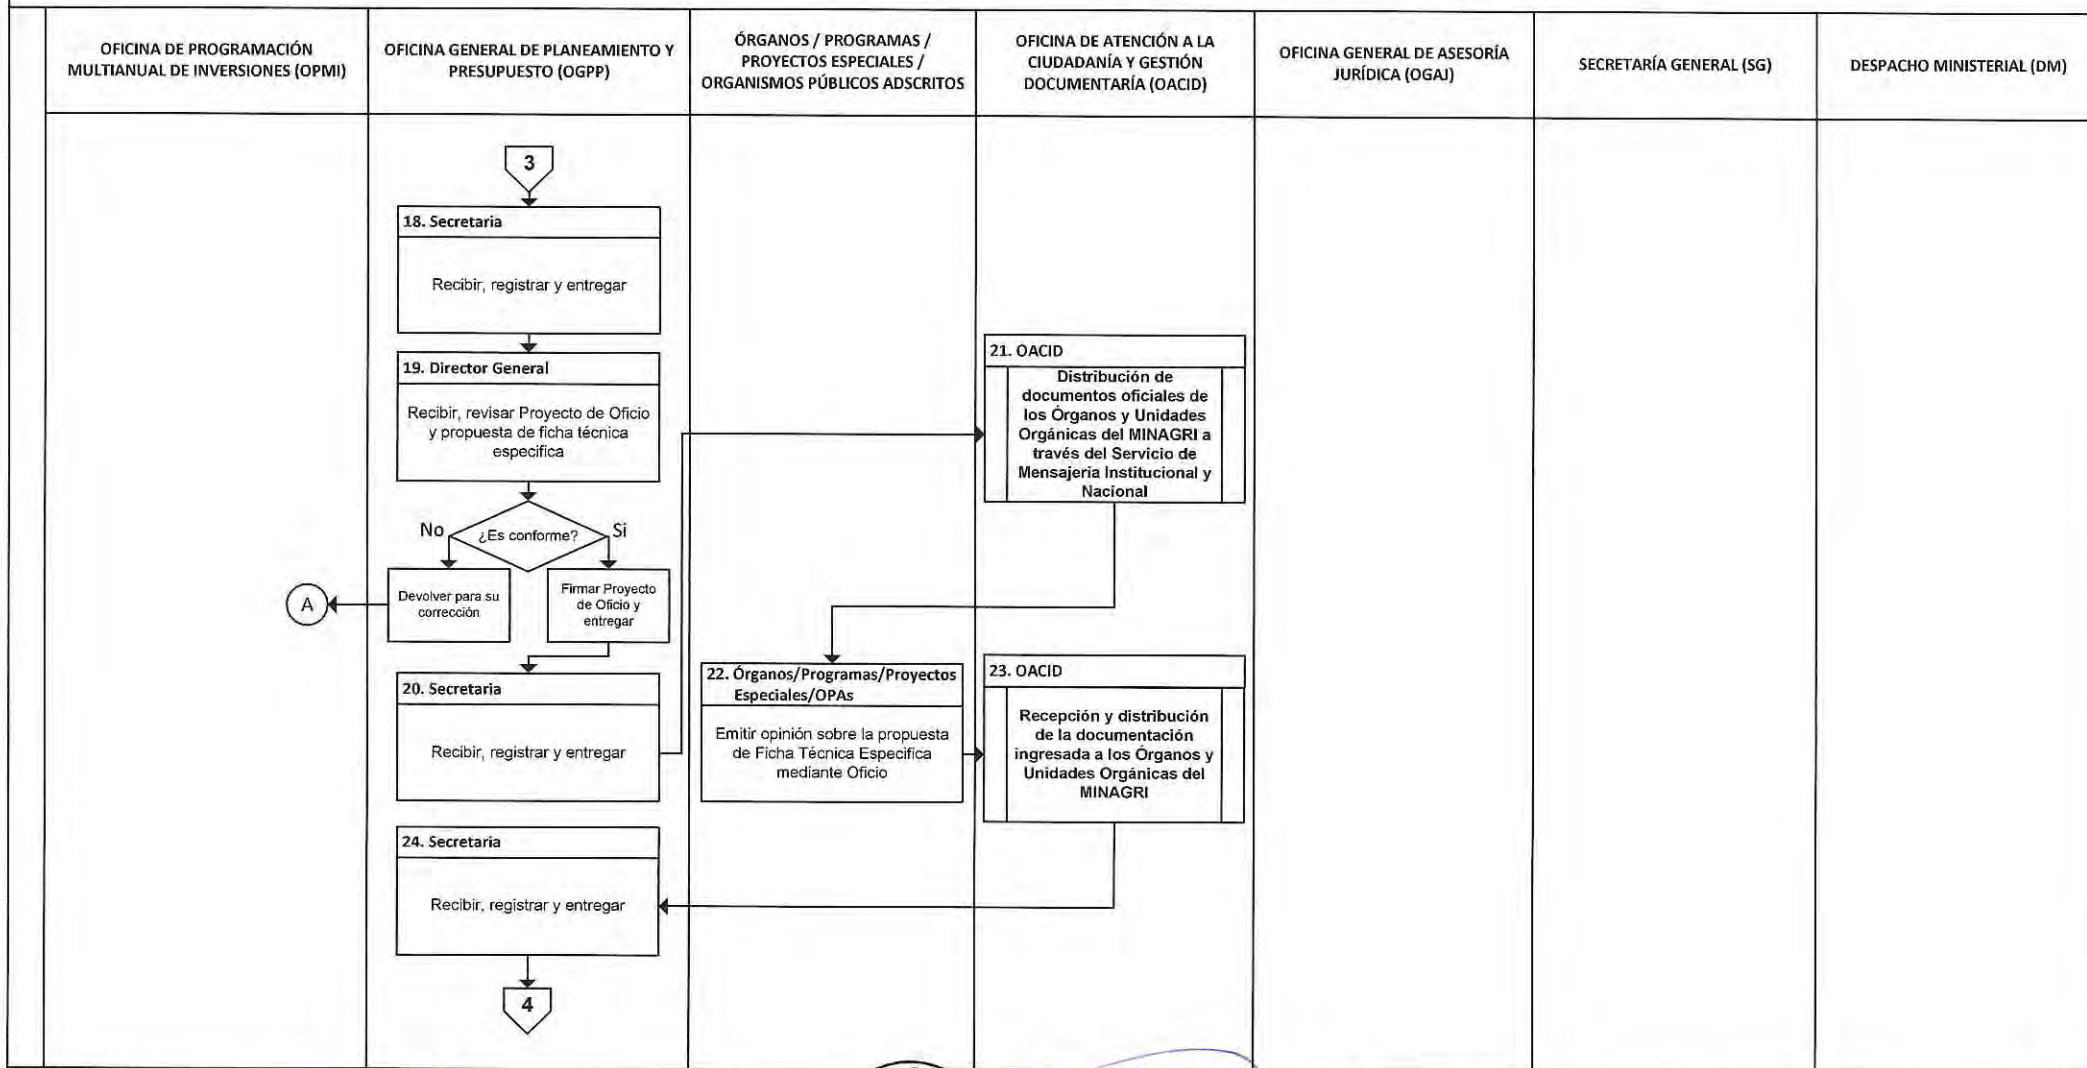 OFICINA DE PROGRAMACIÓN
MULTIANUAL DE INVERSIONES (OPMI)
OFICINA GENERAL DE PLANEAMIENTO Y
PRESUPUESTO (OGPP)
ÓRGANOS / PROGRAMAS /
PROYECTOS ESPECIALES /
ORGANISMOS PÚBLICOS ADSCRITOS
OFICINA DE ATENCIÓN A LA
CIUDADANÍA Y GESTIÓN
DOCUMENTARÍA (OACID)
OFICINA GENERAL DE ASESORÍA
JURÍDICA (OGAJ)
SECRETARÍA GENERAL (SG)
DESPACHO MINISTERIAL (DM)
3
18. Secretaria
Recibir, registrar y entregar
19. Director General
Recibir, revisar Proyecto de Oficio
y propuesta de ficha técnica
especifica
¿Es conforme?
No
Si
Devolver para su
corrección
A
Firmar Proyecto
de Oficio y
entregar
20. Secretaria
Recibir, registrar y entregar
21. OACID
Distribución de
documentos oficiales de
los Órganos y Unidades
Orgánicas del MINAGRI a
través del Servicio de
Mensajería Institucional y
Nacional
22. Órganos/Programas/Proyectos
Especiales/OPAs
Emitir opinión sobre la propuesta
de Ficha Técnica Especifica
mediante Oficio
23. OACID
Recepción y distribución
de la documentación
ingresada a los Órganos y
Unidades Orgánicas del
MINAGRI
24. Secretaria
Recibir, registrar y entregar
4